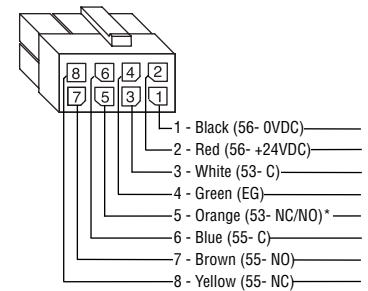 8 6 4 2
7 5 3 1
1 - Black (56- 0VDC)
2 - Red (56- +24VDC)
3 - White (53- C)
4 - Green (EG)
5 - Orange (53- NC/NO)*
6 - Blue (55- C)
7 - Brown (55- NO)
8 - Yellow (55- NC)